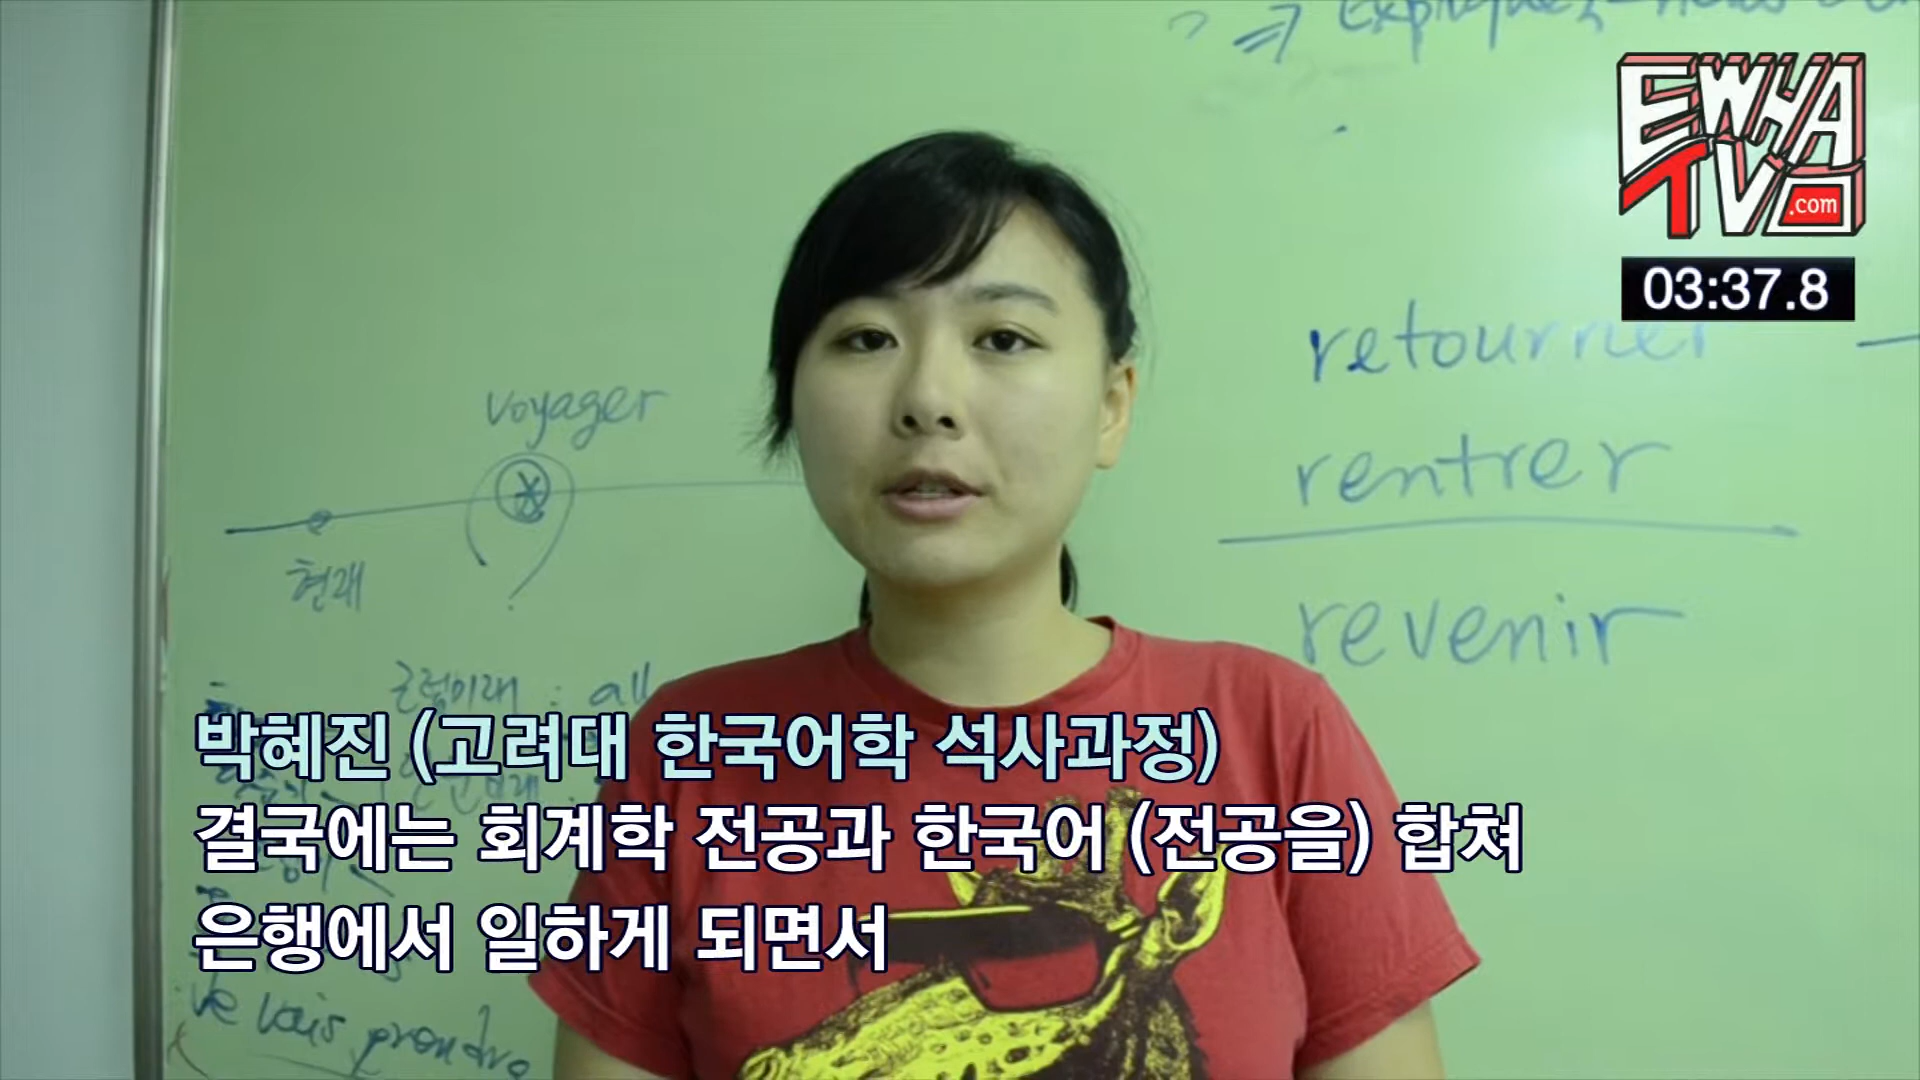 EWHA
TV
.com
03:37.8
retourner
voyager
rentrer
현재
revenir
박혜진 (고려대 한국어학 석사과정)
결국에는 회계학 전공과 한국어 (전공을) 합쳐
은행에서 일하게 되면서
vais prendre